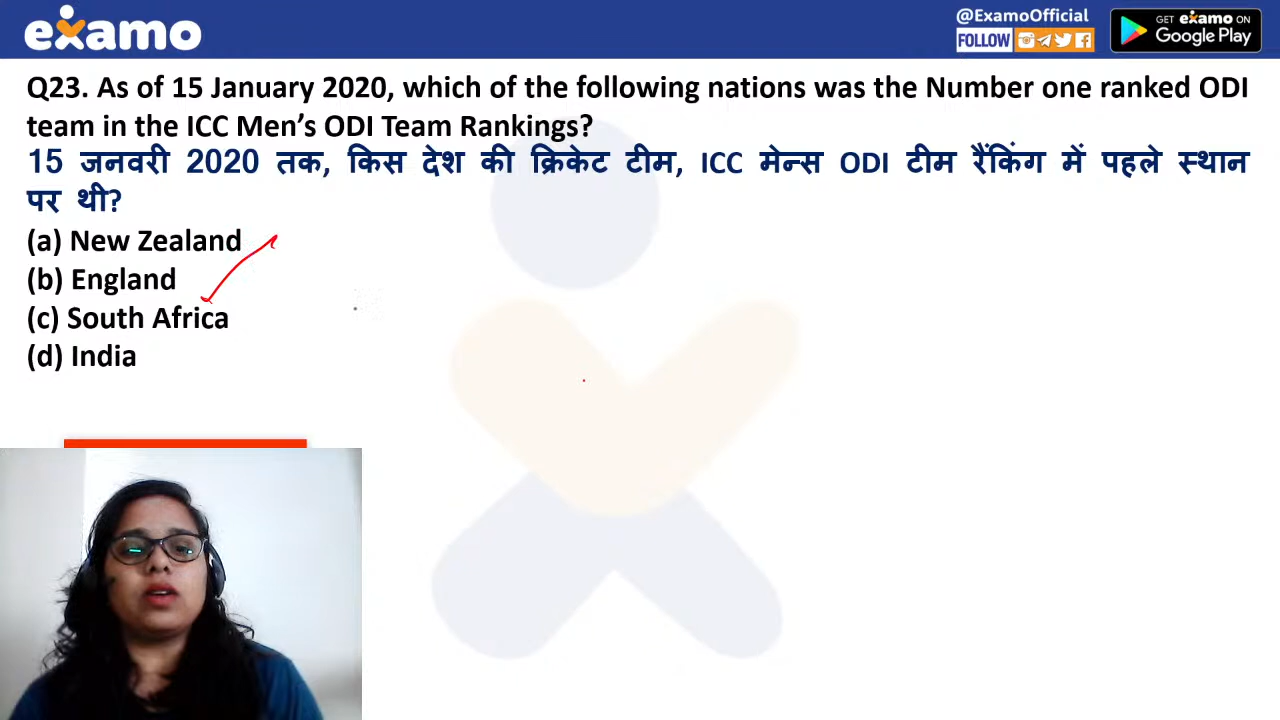 examo
@ExamoOfficial
FOLLOW
GET examo ON
Google Play
Q23. As of 15 January 2020, which of the following nations was the Number one ranked ODI
team in the ICC Men’s ODI Team Rankings?
15 जनवरी 2020 तक, किस देश की क्रिकेट टीम, ICC मेन्स ODI टीम रैंकिंग में पहले स्थान
पर थी?
(a) New Zealand
(b) England
(c) South Africa
(d) India